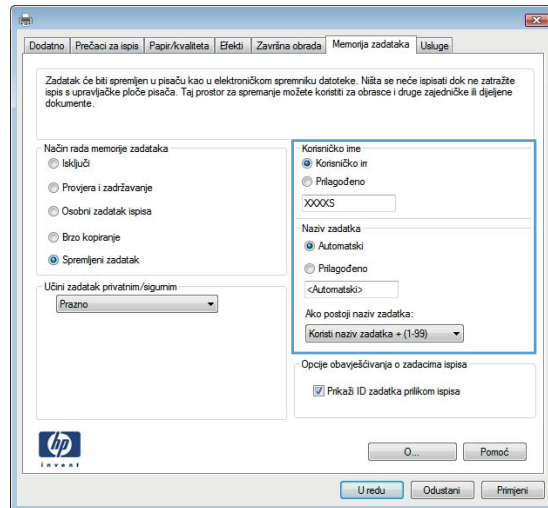 Dodatno
Prečaci za ispis
Papir/kvaliteta
Efekti
Završna obrada
Memorija zadataka
Usluge
Zadatak će biti spremljen u pisaču kao u elektroničkom spremniku datoteke. Ništa se neće ispisati dok ne zatražite
ispis s upravljačke ploče pisača. Taj prostor za spremanje možete koristiti za obrasce i druge zajedničke ili dijeljene
dokumente.
Način rada memorije zadataka
Isključi
Provjera i zadržavanje
Osobni zadatak ispisa
Brzo kopiranje
Spremljeni zadatak
Učini zadatak privatnim/sigurnim
Prazno
Korisničko ime
Korisničko im
Prilagođeno
XXXXS
Naziv zadatka
Automatski
Prilagođeno
<Automatski>
Ako postoji naziv zadatka:
Koristi naziv zadatka + (1-99)
Opcije obavješćivanja o zadacima ispisa
Prikaži ID zadatka prilikom ispisa
hp
invent
O...
Pomoć
U redu
Odustani
Primjeni